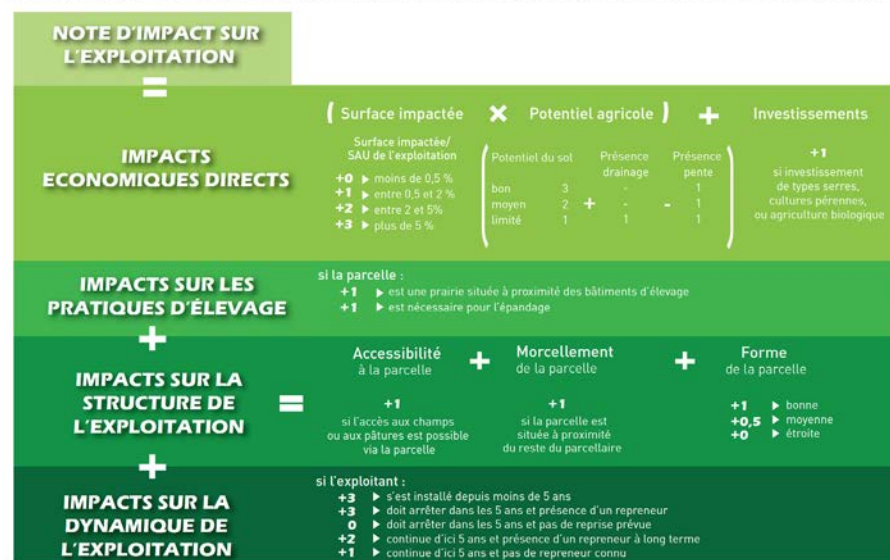 NOTE D'IMPACT SUR
L'EXPLOITATION
=
IMPACTS
ECONOMIQUES DIRECTS
( Surface impactée × Potentiel agricole ) + Investissements
Surface impactée/
SAU de l'exploitation
+0 ▶ moins de 0,5 %
+1 ▶ entre 0,5 et 2 %
+2 ▶ entre 2 et 5%
+3 ▶ plus de 5 %
Potentiel du sol Présence drainage Présence pente
bon 3 - 1
moyen 2 + - - 1
limité 1 1 1
+1
si investissement
de types serres,
cultures pérennes,
ou agriculture biologique
IMPACTS SUR LES
PRATIQUES D'ÉLEVAGE
si la parcelle :
+1 ▶ est une prairie située à proximité des bâtiments d'élevage
+1 ▶ est nécessaire pour l'épandage
+
IMPACTS SUR LA
STRUCTURE DE
L'EXPLOITATION
=
Accessibilité
à la parcelle
+1
si l'accès aux champs
ou aux pâtures est possible
via la parcelle
+
Morcellement
de la parcelle
+1
si la parcelle est
située à proximité
du reste du parcellaire
+
Forme
de la parcelle
+1 ▶ bonne
+0,5 ▶ moyenne
+0 ▶ étroite
+
IMPACTS SUR LA
DYNAMIQUE DE
L'EXPLOITATION
si l'exploitant :
+3 ▶ s'est installé depuis moins de 5 ans
+3 ▶ doit arrêter dans les 5 ans et présence d'un repreneur
0 ▶ doit arrêter dans les 5 ans et pas de reprise prévue
+2 ▶ continue d'ici 5 ans et présence d'un repreneur à long terme
+1 ▶ continue d'ici 5 ans et pas de repreneur connu